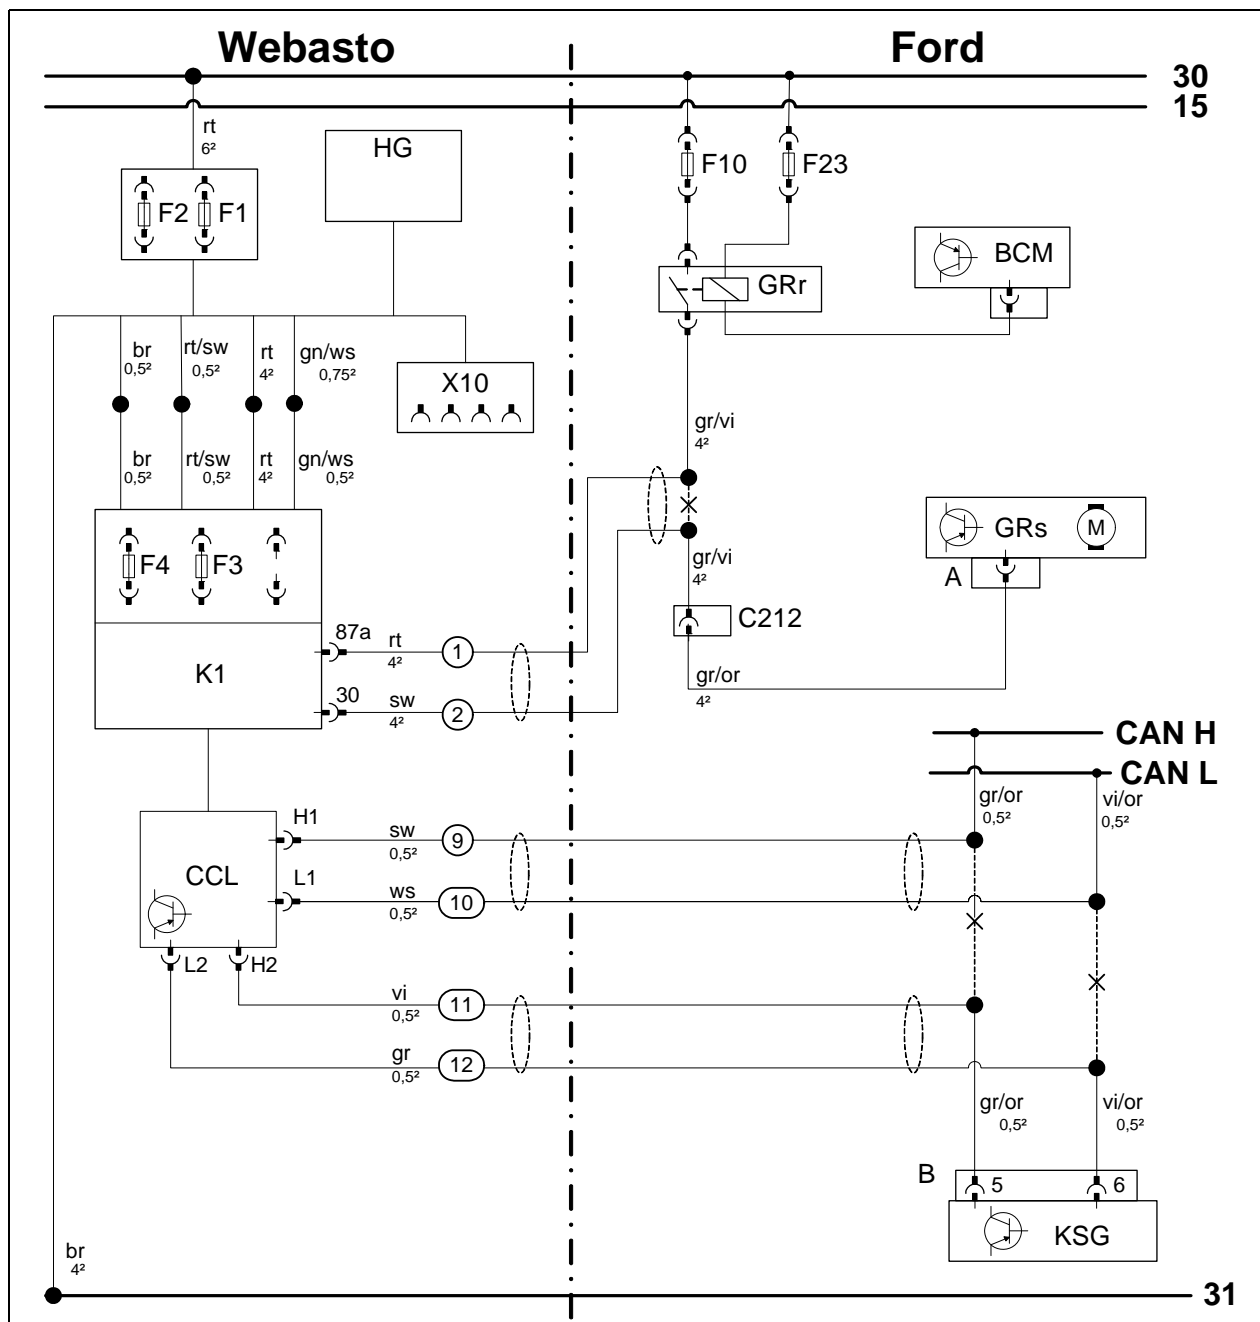 Webasto
Ford
30
15
rt
6²
HG
F2
F1
F10
F23
BCM
GRr
br
0,5²
rt/sw
0,5²
rt
4²
gn/ws
0,75²
X10
gr/vi
4²
br
0,5²
rt/sw
0,5²
rt
4²
gn/ws
0,5²
GRs
M
F4
F3
gr/vi
4²
A
C212
87a
rt
4²
1
K1
gr/or
4²
30
sw
4²
2
CAN H
CAN L
gr/or
0,5²
vi/or
0,5²
H1
sw
0,5²
9
CCL
L1
ws
0,5²
10
L2
H2
vi
0,5²
11
gr
0,5²
12
gr/or
0,5²
vi/or
0,5²
B
5
6
KSG
br
4²
31